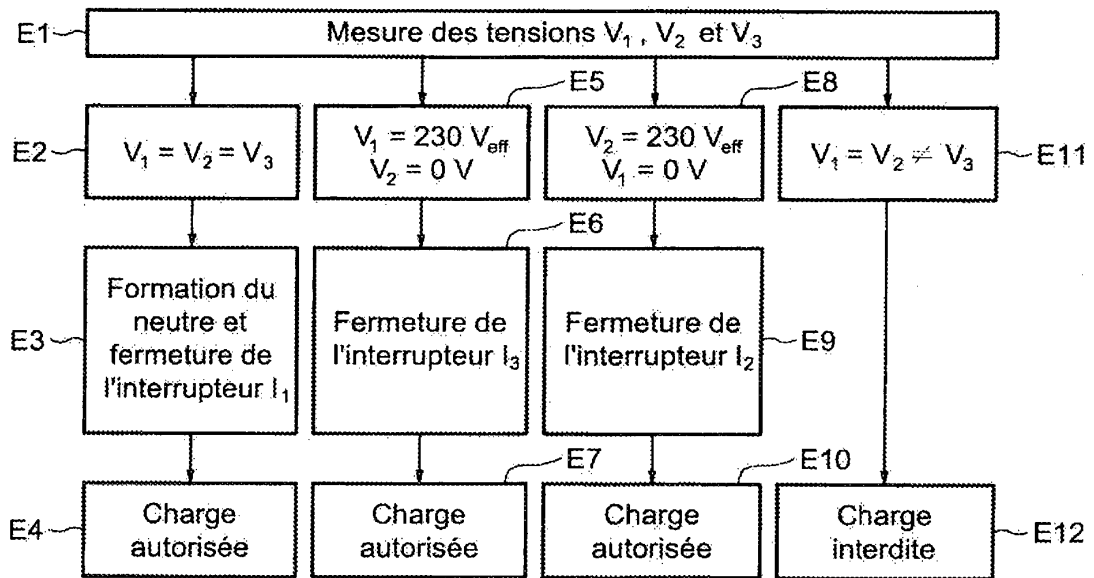 E1
Mesure des tensions V₁, V₂ et V₃
E5
E8
E2
V₁ = V₂ = V₃
V₁ = 230 Veff
V₂ = 0 V
V₂ = 230 Veff
V₁ = 0 V
V₁ = V₂ ≠ V₃
E11
E6
E3
Formation du
neutre et
fermeture de
l'interrupteur I₁
Fermeture de
l'interrupteur I₃
Fermeture de
l'interrupteur I₂
E9
E7
E10
E4
Charge
autorisée
Charge
autorisée
Charge
autorisée
Charge
interdite
E12